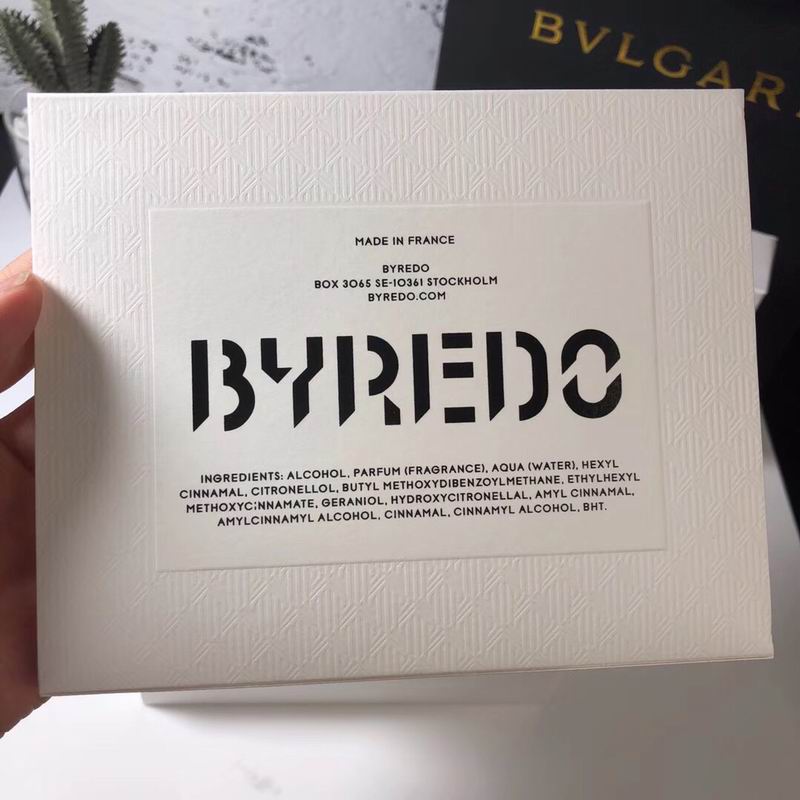 BVLGAR
MADE IN FRANCE
BYREDO
BOX 3065 SE-10361 STOCKHOLM
BYREDO.COM
BYREDO
INGREDIENTS: ALCOHOL, PARFUM (FRAGRANCE), AQUA (WATER), HEXYL
CINNAMAL, CITRONELLOL, BUTYL METHOXYDIBENZOYLMETHANE, ETHYLHEXYL
METHOXYCINNAMATE, GERANIOL, HYDROXYCITRONELLAL, AMYL CINNAMAL,
AMYLCINNAMYL ALCOHOL, CINNAMAL, CINNAMYL ALCOHOL, BHT.